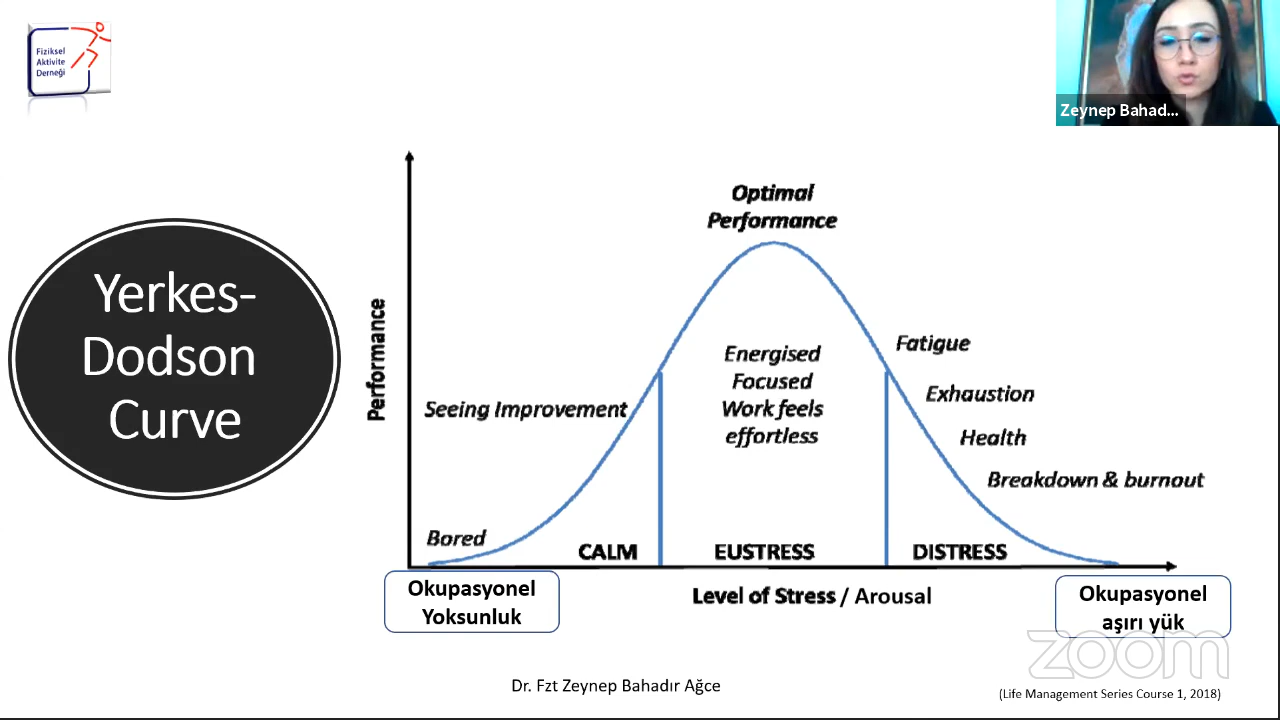 Fiziksel
Aktivite
Derneği
Zeynep Bahad...
Yerkes-
Dodson
Curve
Performance
Optimal
Performance
Energised
Focused
Work feels
effortless
Seeing Improvement
Bored
Fatigue
Exhaustion
Health
Breakdown & burnout
CALM
EUSTRESS
DISTRESS
Okupasyonel
Yoksunluk
Level of Stress / Arousal
Okupasyonel
aşırı yük
zoom
Dr. Fzt Zeynep Bahadır Ağce
(Life Management Series Course 1, 2018)